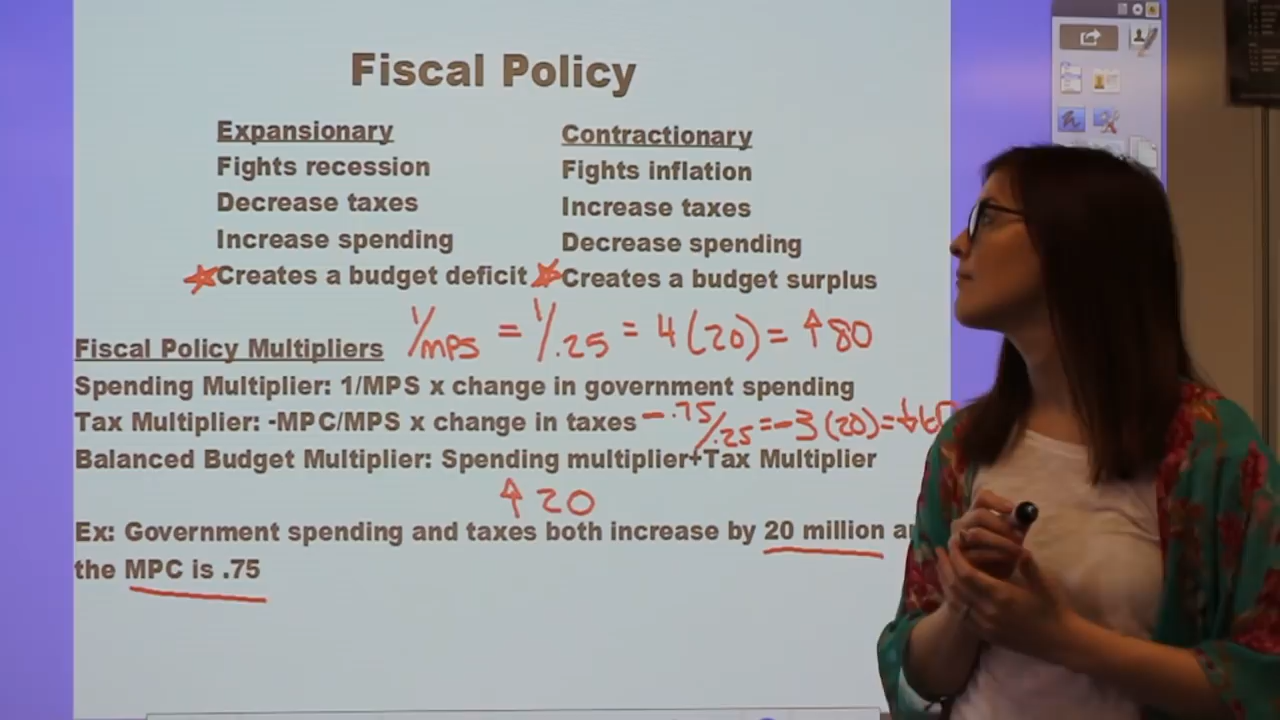 Fiscal Policy
Expansionary
Fights recession
Decrease taxes
Increase spending
Creates a budget deficit
Contractionary
Fights inflation
Increase taxes
Decrease spending
Creates a budget surplus
1/MPS = 1/.25 = 4(20) = ↑80
Fiscal Policy Multipliers
Spending Multiplier: 1/MPS x change in government spending
Tax Multiplier: -MPC/MPS x change in taxes -.75/.25 = -3(20) = ↓60
Balanced Budget Multiplier: Spending multiplier+Tax Multiplier
↑20
Ex: Government spending and taxes both increase by 20 million
the MPC is .75